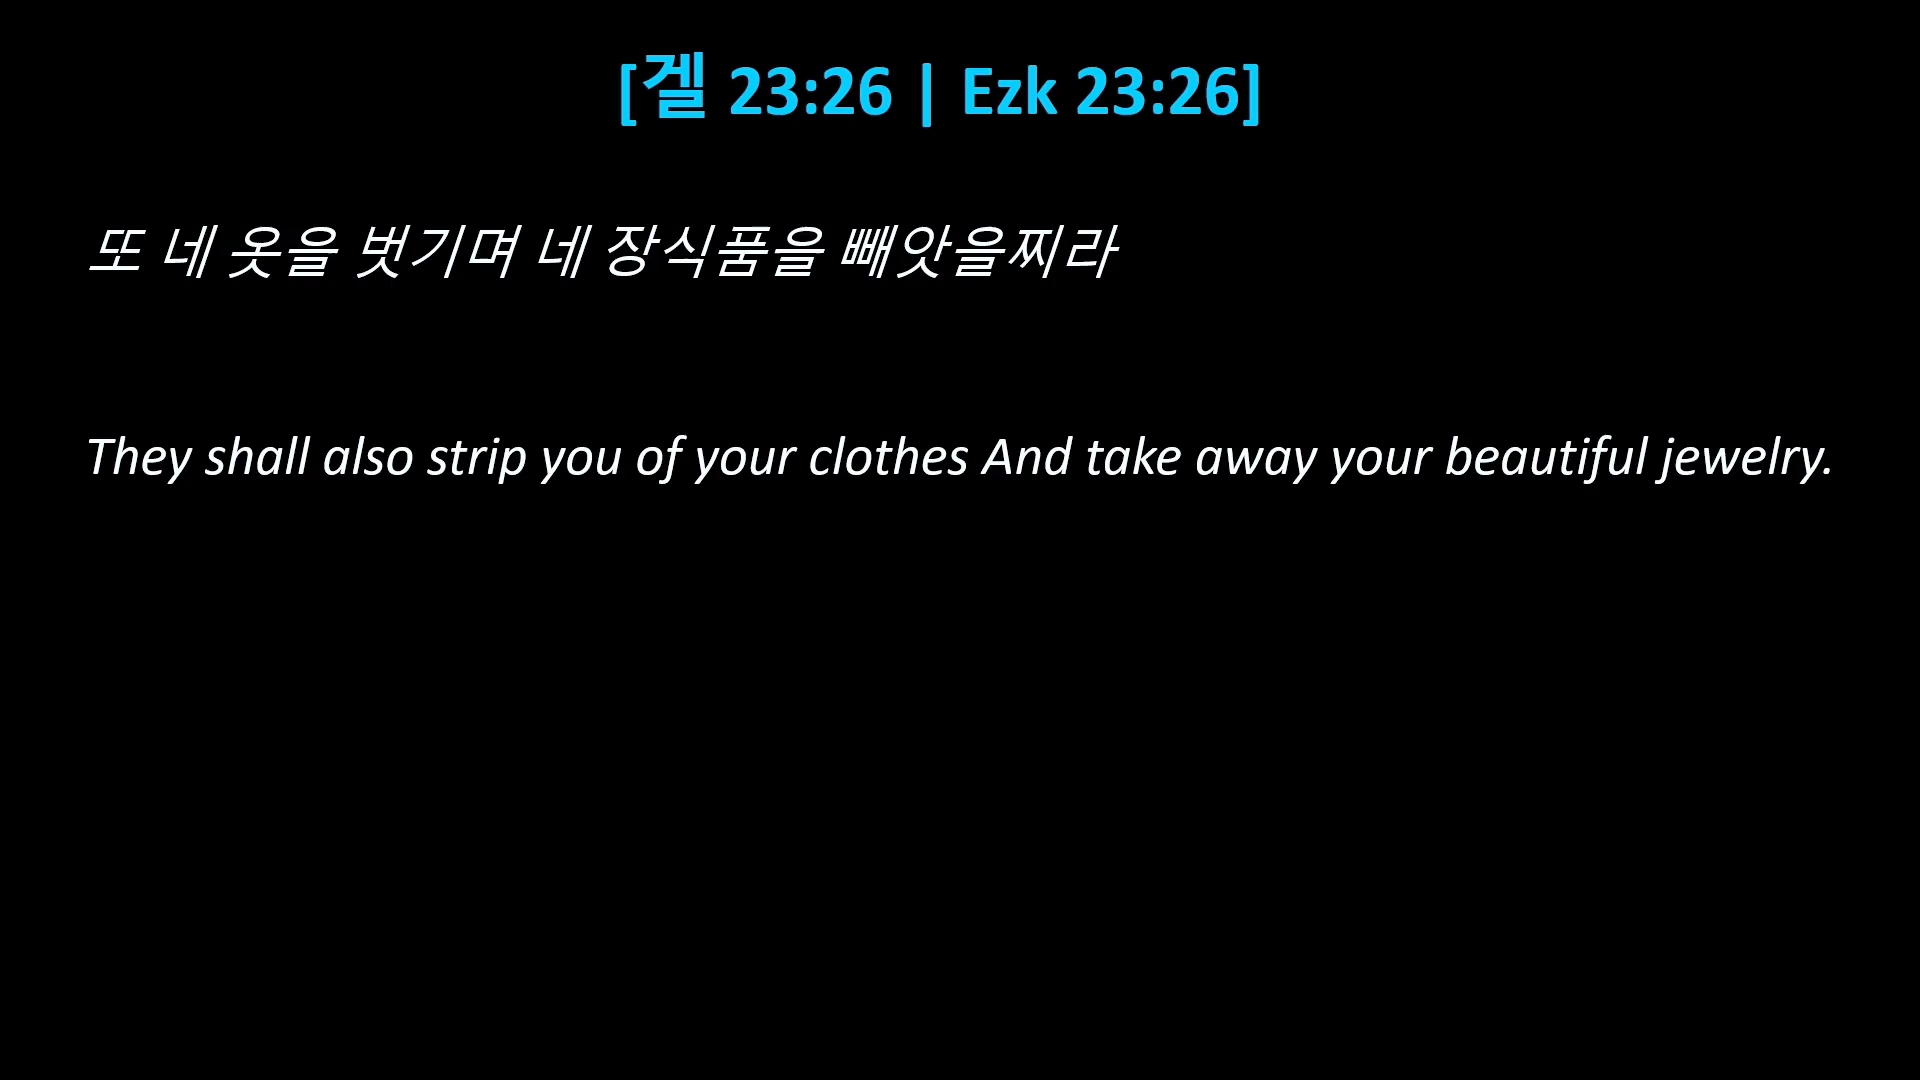 [겔 23:26 | Ezk 23:26]
또 네 옷을 벗기며 네 장식품을 빼앗을찌라
They shall also strip you of your clothes And take away your beautiful jewelry.